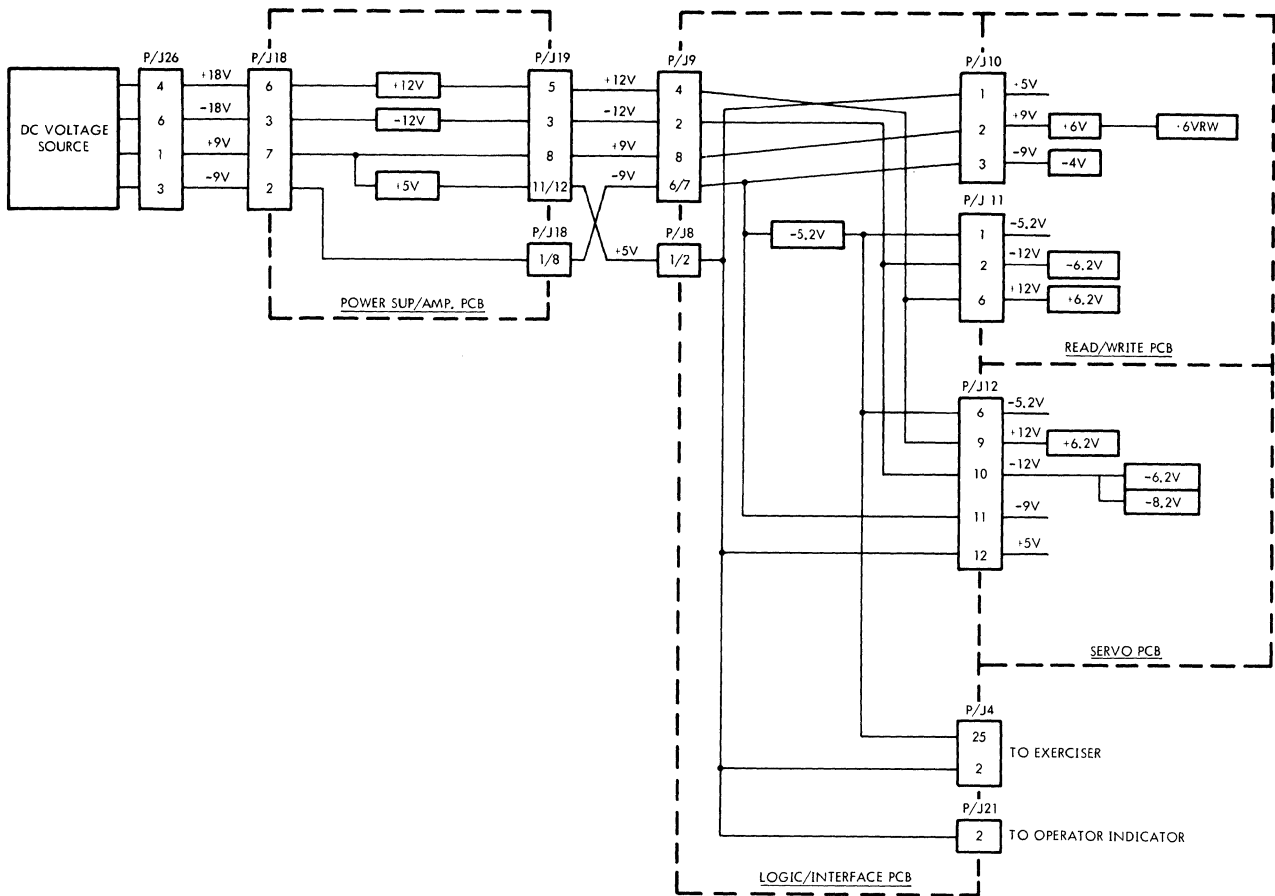 DC VOLTAGE
SOURCE
P/J26
4
6
1
3
+18V
-18V
+9V
-9V
P/J18
6
3
7
2
+12V
-12V
+5V
P/J19
5
3
8
11/12
P/J18
1/8
POWER SUP/AMP. PCB
+12V
-12V
+9V
-9V
+5V
P/J9
4
2
8
6/7
P/J8
1/2
-5.2V
P/J10
1
2
3
+5V
+9V
-9V
+6V
-4V
+6VRW
P/J 11
1
2
6
-5.2V
-12V
+12V
-6.2V
+6.2V
READ/WRITE PCB
P/J12
6
9
10
11
12
-5.2V
+12V
-12V
-9V
+5V
+6.2V
-6.2V
-8.2V
SERVO PCB
P/J4
25
2
TO EXERCISER
P/J21
2
TO OPERATOR INDICATOR
LOGIC/INTERFACE PCB